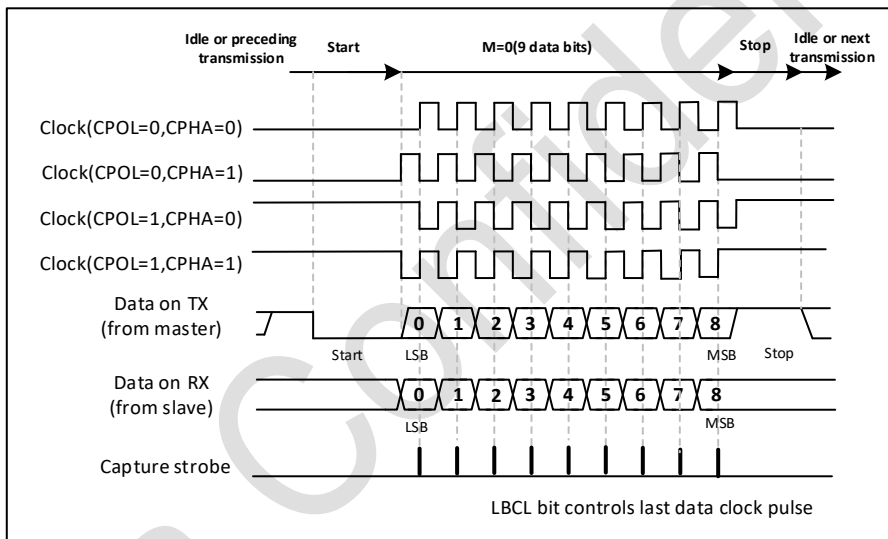 Idle or preceding
transmission
Start
M=0(9 data bits)
Stop
Idle or next
transmission
Clock(CPOL=0,CPHA=0)
Clock(CPOL=0,CPHA=1)
Clock(CPOL=1,CPHA=0)
Clock(CPOL=1,CPHA=1)
Data on TX
(from master)
0 1 2 3 4 5 6 7 8
Start
LSB
MSB
Stop
Data on RX
(from slave)
0 1 2 3 4 5 6 7 8
LSB
MSB
Capture strobe
LBCL bit controls last data clock pulse